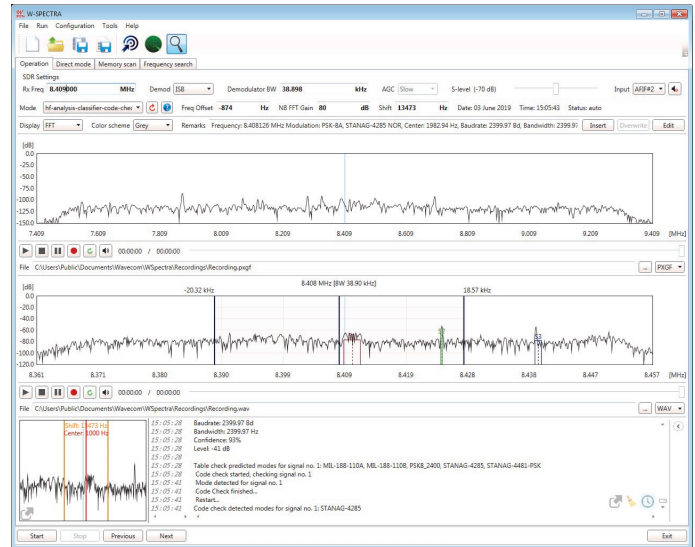 W-SPECTRA
File Run Configuration Tools Help
Operation Direct mode Memory scan Frequency search
SDR Settings
Rx Freq 8.409000 MHz Demod ISB Demodulator BW 38.898 kHz AGC Slow S-level (-70 dB) Input AFIF#2
Mode hf-analysis-classifier-code-chec Freq Offset -874 Hz NB FFT Gain 80 dB Shift 13473 Hz Date: 03 June 2019 Time: 15:05:43 Status: auto
Display FFT Color scheme Grey Remarks Frequency: 8.408126 MHz Modulation: PSK-8A, STANAG-4285 NOR, Center: 1982.94 Hz, Baudrate: 2399.97 Bd, Bandwidth: 2399.97 Insert Overwrite Edit
[dB]
0.0
-25.0
-50.0
-75.0
-100.0
-125.0
-150.0
7.409 7.609 7.809 8.009 8.209 8.409 8.609 8.809 9.009 9.209 9.409 [MHz]
00:00:00 / 00:00:00
File C:\Users\Public\Documents\Wavecom\WSpectra\Recordings\Recording.pxgf ... PXGF
[dB] -20.32 kHz 8.408 MHz [BW 38.90 kHz] 18.57 kHz
0.0
-20.0
-40.0
-60.0
-80.0
-100.0
-120.0
S2
S3
8.361 8.371 8.380 8.390 8.399 8.409 8.419 8.428 8.438 8.447 8.457 [MHz]
00:00:00 / 00:00:00
File C:\Users\Public\Documents\Wavecom\WSpectra\Recordings\Recording.wav ... WAV
Shift: 13473 Hz
Center: 1000 Hz
15:05:28 Baudrate: 2399.97 Bd
15:05:28 Bandwidth: 2399.97 Hz
15:05:28 Confidence: 93%
15:05:28 Level: -41 dB
15:05:28
15:05:28 Table check predicted modes for signal no. 1: MIL-188-110A, MIL-188-110B, PSK8_2400, STANAG-4285, STANAG-4481-PSK
15:05:28 Code check started, checking signal no. 1
15:05:41 Mode detected for signal no. 1
15:05:41 Code Check finished...
15:05:41 Restart...
15:05:41 Code check detected modes for signal no. 1: STANAG-4285
Start Stop Previous Next Exit